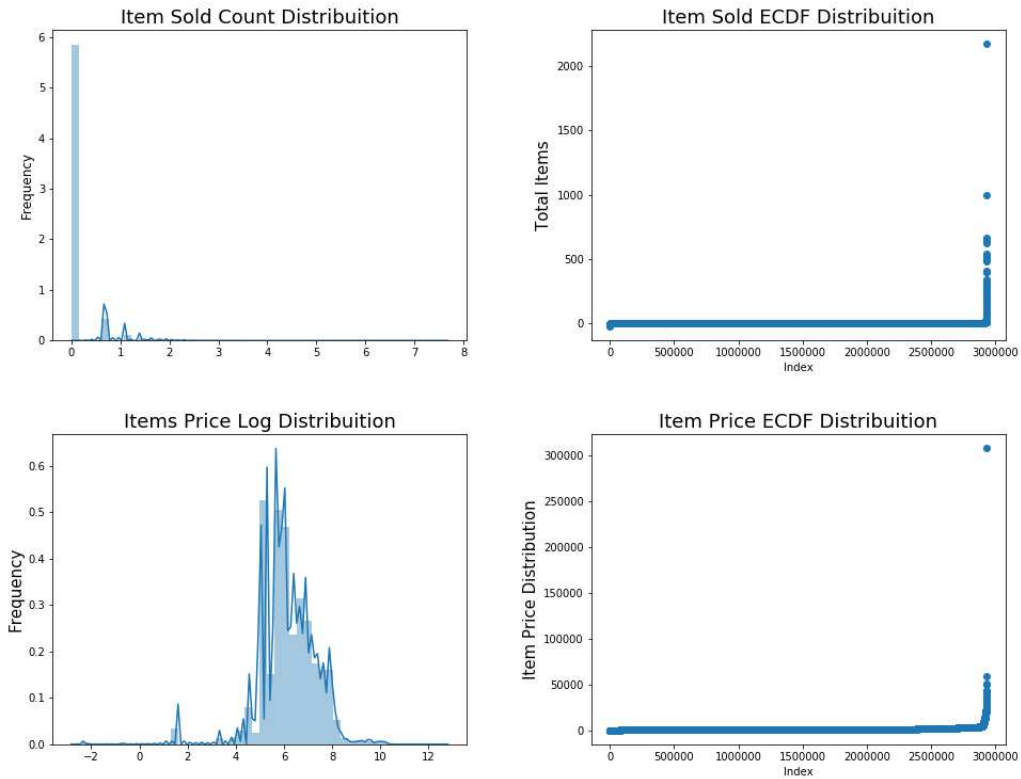 Item Sold Count Distribuition
6
5
4
3
2
1
0
Frequency
0 1 2 3 4 5 6 7 8
Item Sold ECDF Distribuition
2000
1500
1000
500
0
Total Items
0 500000 1000000 1500000 2000000 2500000 3000000
Index
Items Price Log Distribuition
0.6
0.5
0.4
0.3
0.2
0.1
0.0
Frequency
−2 0 2 4 6 8 10 12
Item Price ECDF Distribuition
300000
250000
200000
150000
100000
50000
0
Item Price Distribution
0 500000 1000000 1500000 2000000 2500000 3000000
Index